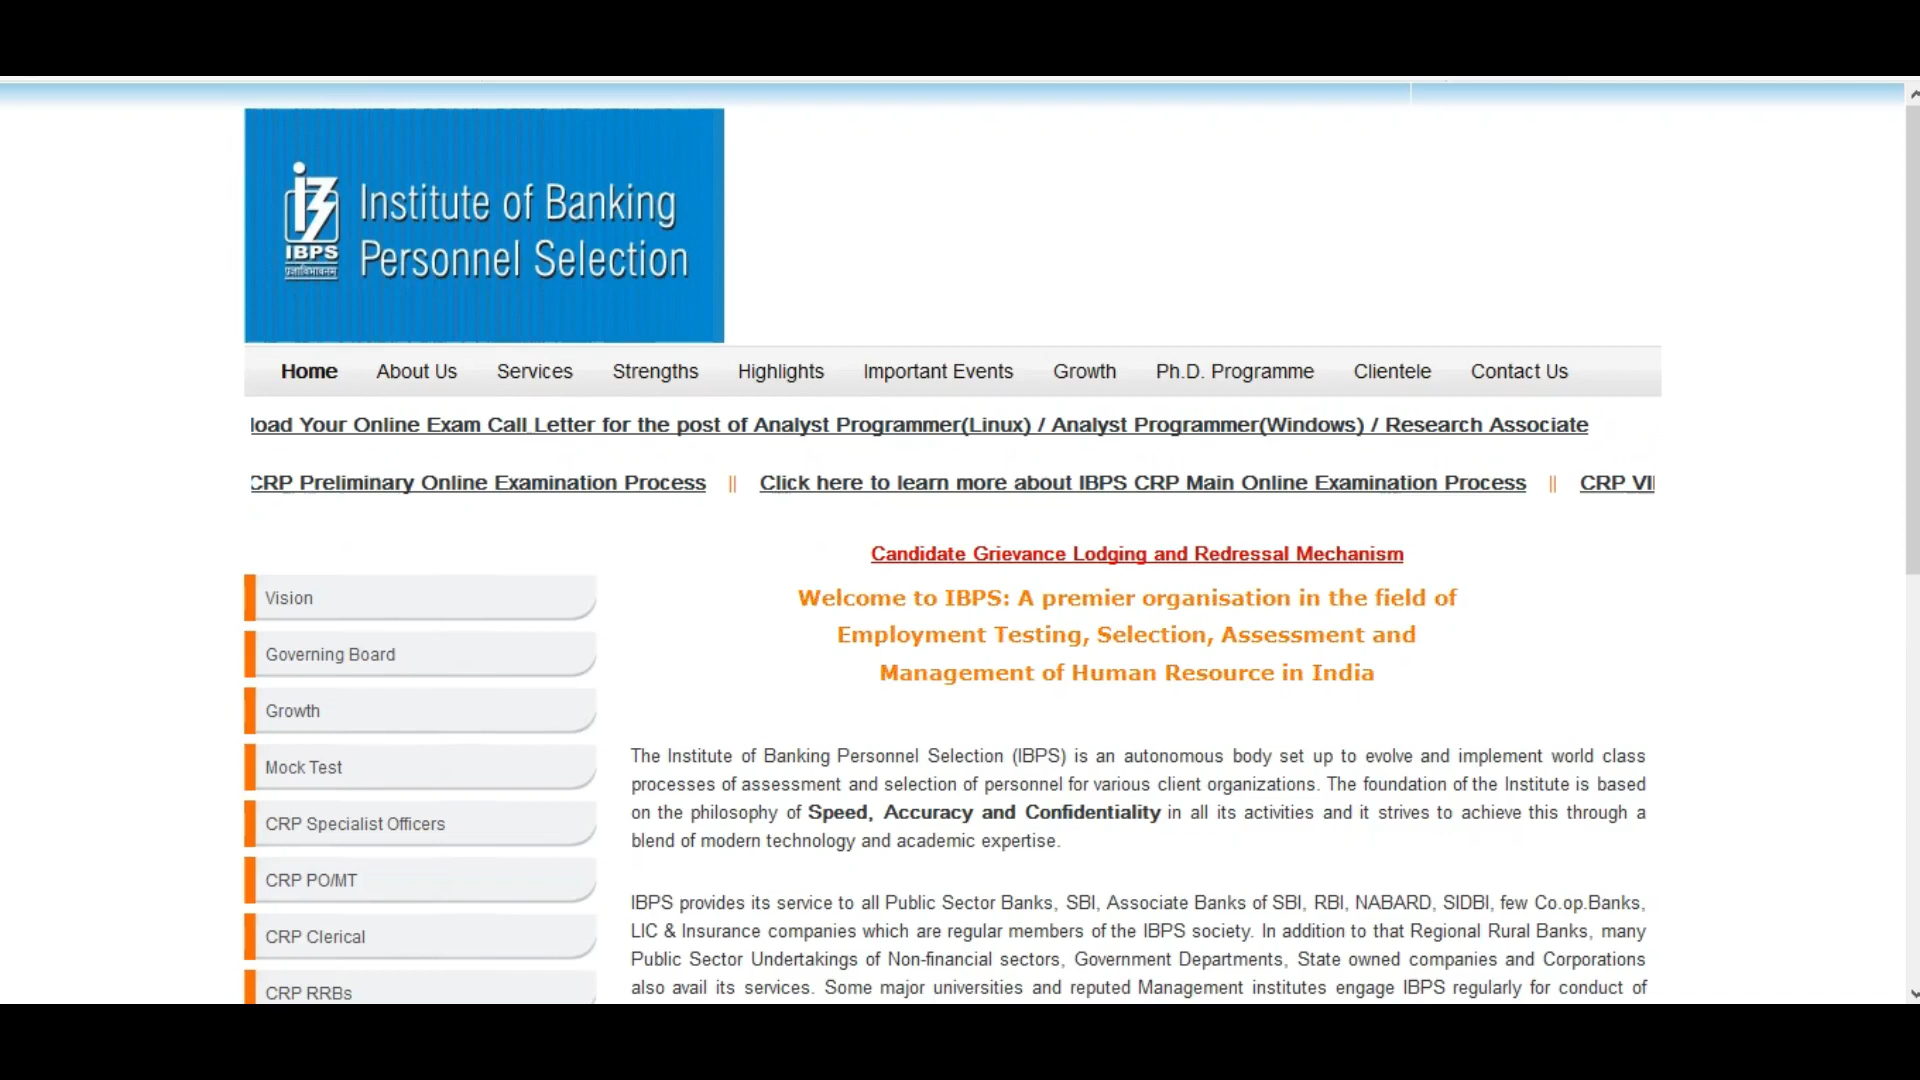 IBPS
Institute of Banking
Personnel Selection
Home About Us Services Strengths Highlights Important Events Growth Ph.D. Programme Clientele Contact Us
load Your Online Exam Call Letter for the post of Analyst Programmer(Linux) / Analyst Programmer(Windows) / Research Associate
CRP Preliminary Online Examination Process || Click here to learn more about IBPS CRP Main Online Examination Process || CRP VI
Candidate Grievance Lodging and Redressal Mechanism
Welcome to IBPS: A premier organisation in the field of
Employment Testing, Selection, Assessment and
Management of Human Resource in India
Vision
Governing Board
Growth
Mock Test
CRP Specialist Officers
CRP PO/MT
CRP Clerical
CRP RRBs
The Institute of Banking Personnel Selection (IBPS) is an autonomous body set up to evolve and implement world class
processes of assessment and selection of personnel for various client organizations. The foundation of the Institute is based
on the philosophy of Speed, Accuracy and Confidentiality in all its activities and it strives to achieve this through a
blend of modern technology and academic expertise.
IBPS provides its service to all Public Sector Banks, SBI, Associate Banks of SBI, RBI, NABARD, SIDBI, few Co.op.Banks,
LIC & Insurance companies which are regular members of the IBPS society. In addition to that Regional Rural Banks, many
Public Sector Undertakings of Non-financial sectors, Government Departments, State owned companies and Corporations
also avail its services. Some major universities and reputed Management institutes engage IBPS regularly for conduct of